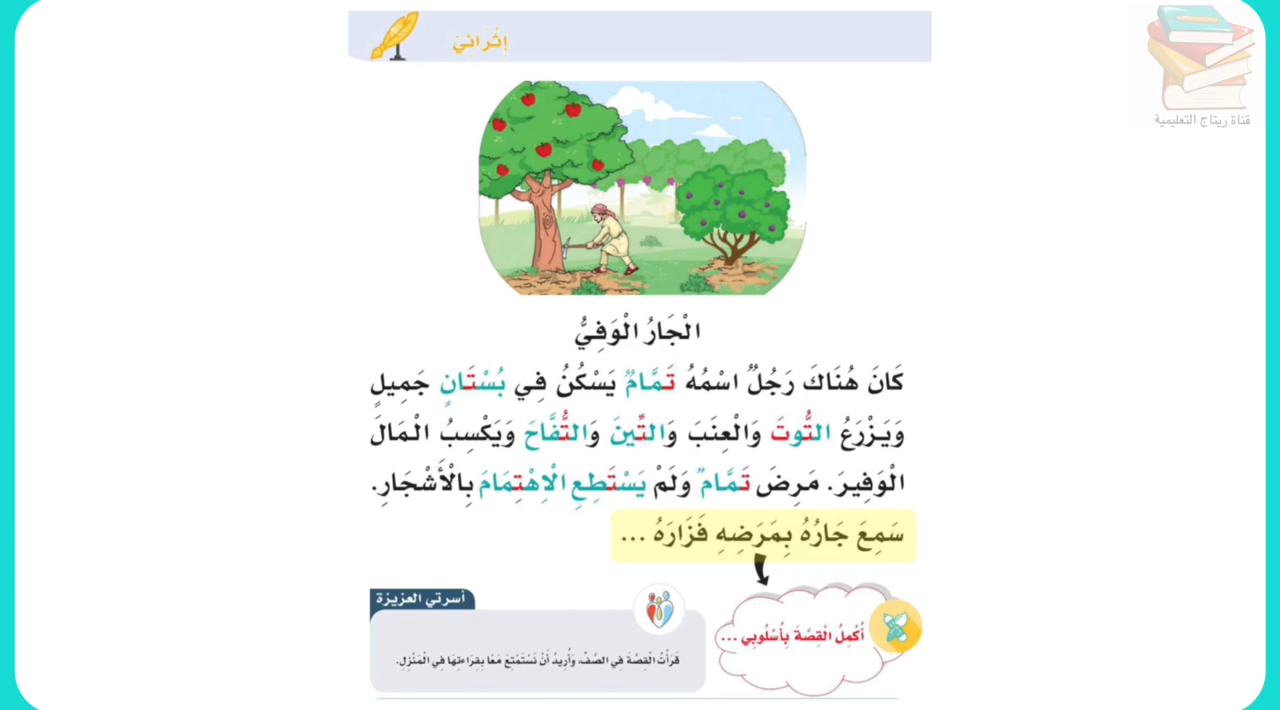 إِثْرَائِيّ
قناة ريتاج التعليمية
الْجَارُ الْوَفِيُّ
كَانَ هُنَاكَ رَجُلٌ اسْمُهُ تَمَّامٌ يَسْكُنُ فِي بُسْتَانٍ جَمِيلٍ
وَيَزْرَعُ التُّوتَ وَالْعِنَبَ وَالتِّينَ وَالتُّفَّاحَ وَيَكْسِبُ الْمَالَ
الْوَفِيرَ. مَرِضَ تَمَّامٌ وَلَمْ يَسْتَطِعِ الْاِهْتِمَامَ بِالْأَشْجَارِ.
سَمِعَ جَارُهُ بِمَرَضِهِ فَزَارَهُ ...
أُكْمِلُ الْقِصَّةَ بِأُسْلُوبِي ...
أسرتي العزيزة
قَرَأْتُ الْقِصَّةَ فِي الصَّفِّ، وَأُرِيدُ أَنْ نَسْتَمْتِعَ مَعًا بِقِرَاءَتِهَا فِي الْمَنْزِلِ.